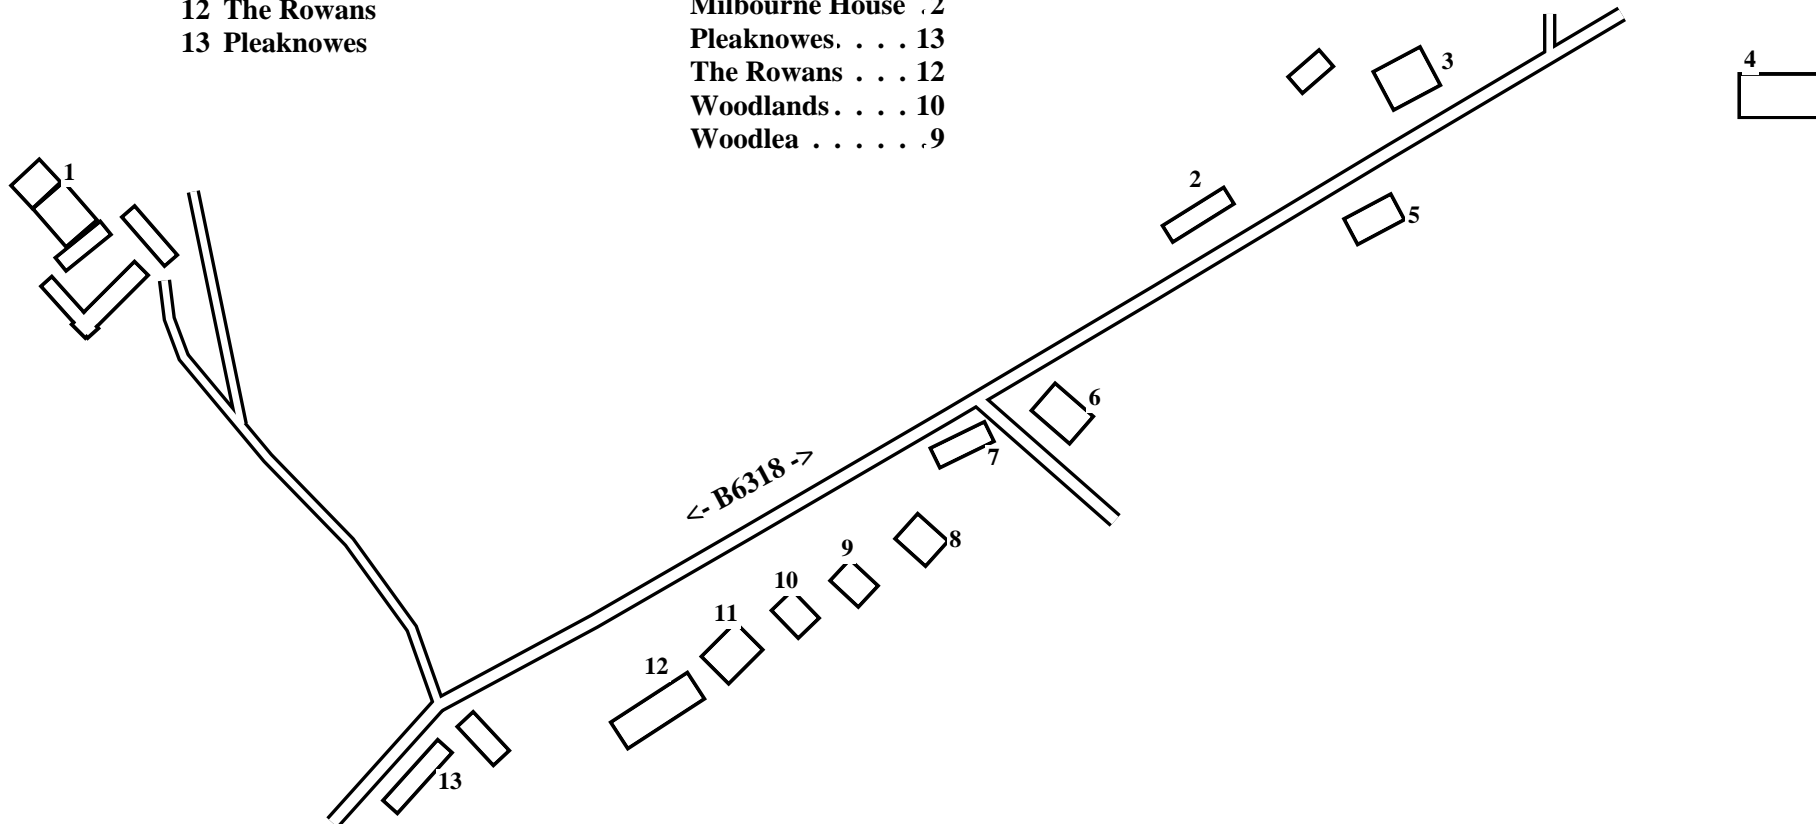 12 The Rowans
13 Pleaknowes
Milbourne House . 2
Pleaknowes. . . . 13
The Rowans . . . 12
Woodlands . . . . 10
Woodlea . . . . . . 9
1
2
3
4
5
6
7
8
9
10
11
12
13
<- B6318 ->